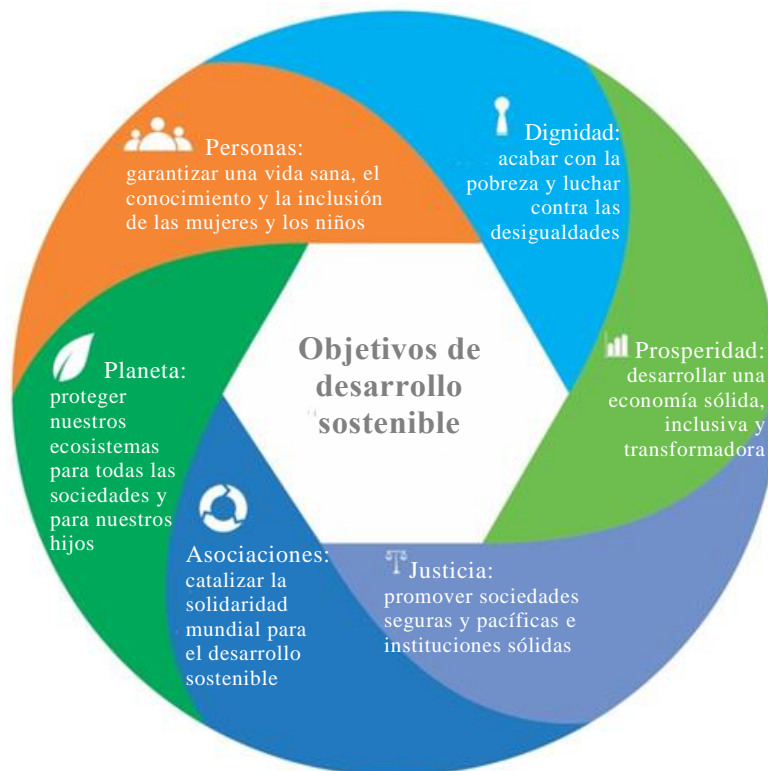 Dignidad:
acabar con la
pobreza y luchar
contra las
desigualdades
Prosperidad:
desarrollar una
economía sólida,
inclusiva y
transformadora
Justicia:
promover sociedades
seguras y pacíficas e
instituciones sólidas
Asociaciones:
catalizar la
solidaridad
mundial para
el desarrollo
sostenible
Planeta:
proteger
nuestros
ecosistemas
para todas las
sociedades y
para nuestros
hijos
Personas:
garantizar una vida sana, el
conocimiento y la inclusión
de las mujeres y los niños
Objetivos de
desarrollo
sostenible